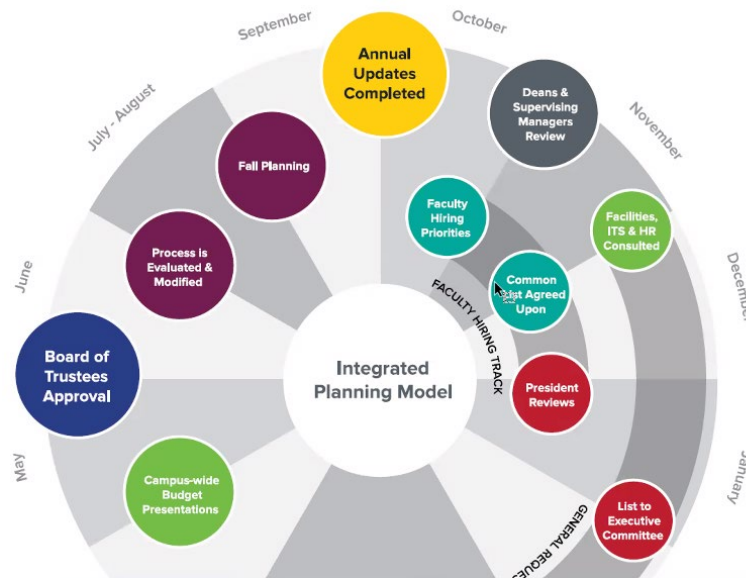 September
October
Annual
Updates
Completed
Deans &
Supervising
Managers
Review
November
July - August
Fall Planning
Faculty
Hiring
Priorities
Facilities,
ITS & HR
Consulted
Process is
Evaluated &
Modified
June
Common
Agreed
Upon
December
FACULTY HIRING TRACK
Integrated
Planning Model
Board of
Trustees
Approval
President
Reviews
May
Campus-wide
Budget
Presentations
January
List to
Executive
Committee
GENERAL